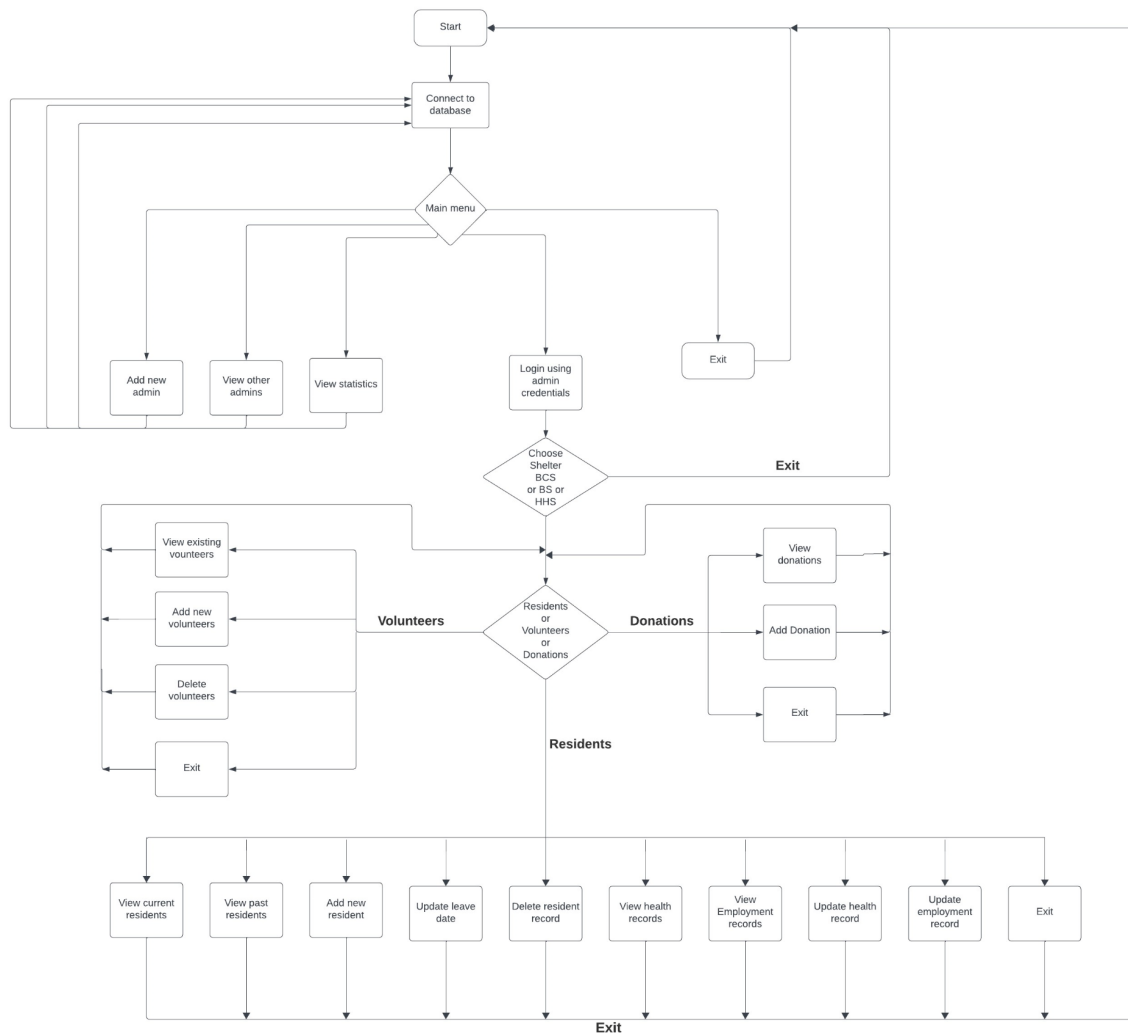 Start
Connect to
database
Main menu
Add new
admin
View other
admins
View statistics
Login using
admin
credentials
Exit
Choose
Shelter
BCS
or BS or
HHS
Exit
View existing
vounteers
Add new
volunteers
Delete
volunteers
Exit
Volunteers
Residents
or
Volunteers
or
Donations
Donations
View
donations
Add Donation
Exit
Residents
View current
residents
View past
residents
Add new
resident
Update leave
date
Delete resident
record
View health
records
View
Employment
records
Update health
record
Update
employment
record
Exit
Exit